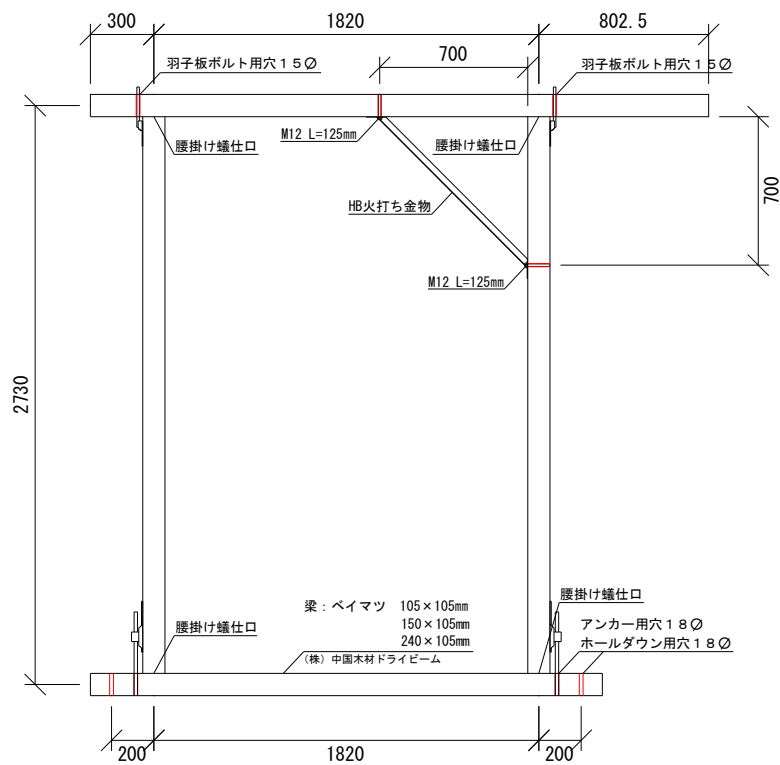 300
1820
802.5
700
羽子板ボルト用穴１５∅
羽子板ボルト用穴１５∅
M12 L=125mm
腰掛け蟻仕口
腰掛け蟻仕口
700
HB火打ち金物
M12 L=125mm
2730
梁：ベイマツ 105×105mm
150×105mm
240×105mm
(株) 中国木材ドライビーム
腰掛け蟻仕口
腰掛け蟻仕口
アンカー用穴１８∅
ホールダウン用穴１８∅
200
1820
200